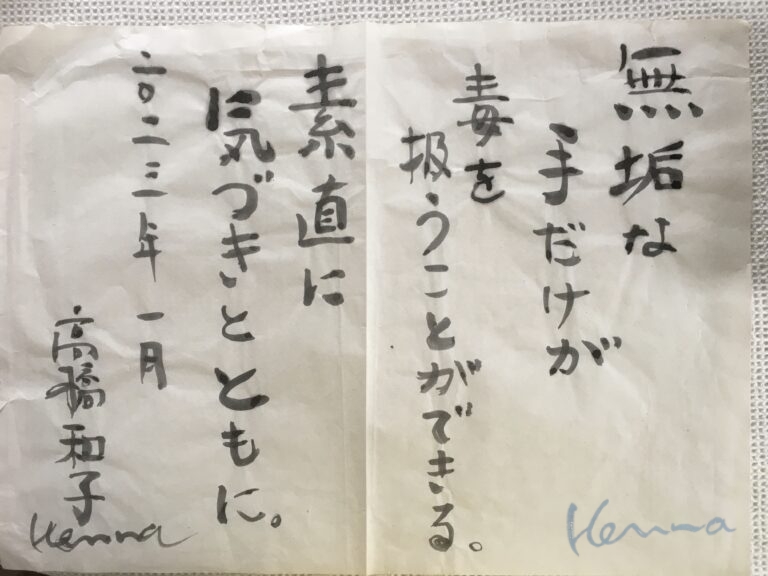 無垢な
手だけが
毒を
扱うことができる。
Henna
素直に
に気づきとともに。
二〇二三年 一月
高橋和子
Henna